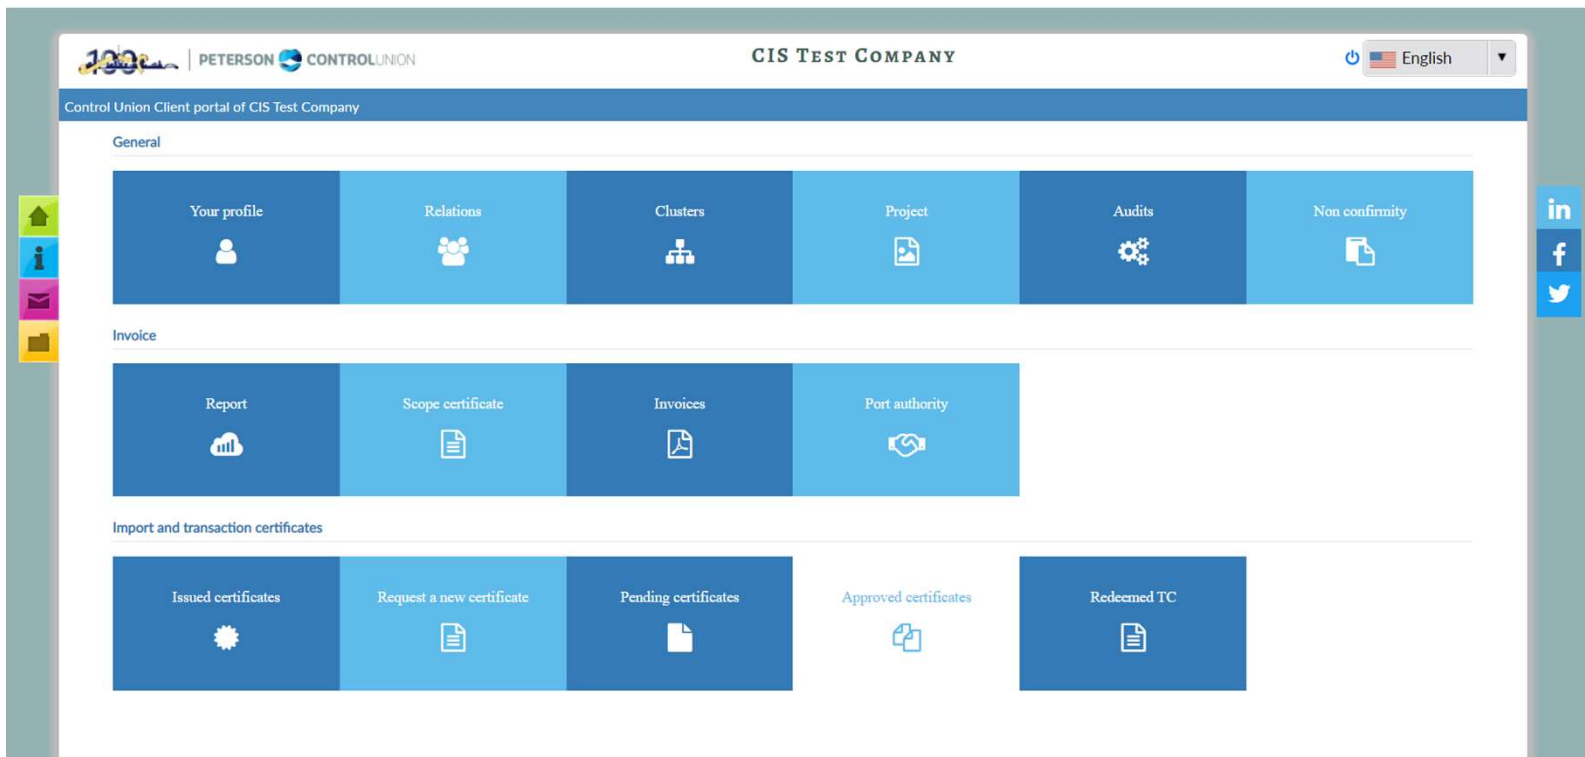 100
PETERSON CONTROLUNION
CIS TEST COMPANY
English
Control Union Client portal of CIS Test Company
General
Your profile
Relations
Clusters
Project
Audits
Non confirmity
in
f
i
Invoice
Report
Scope certificate
Invoices
Port authority
Import and transaction certificates
Issued certificates
Request a new certificate
Pending certificates
Approved certificates
Redeemed TC